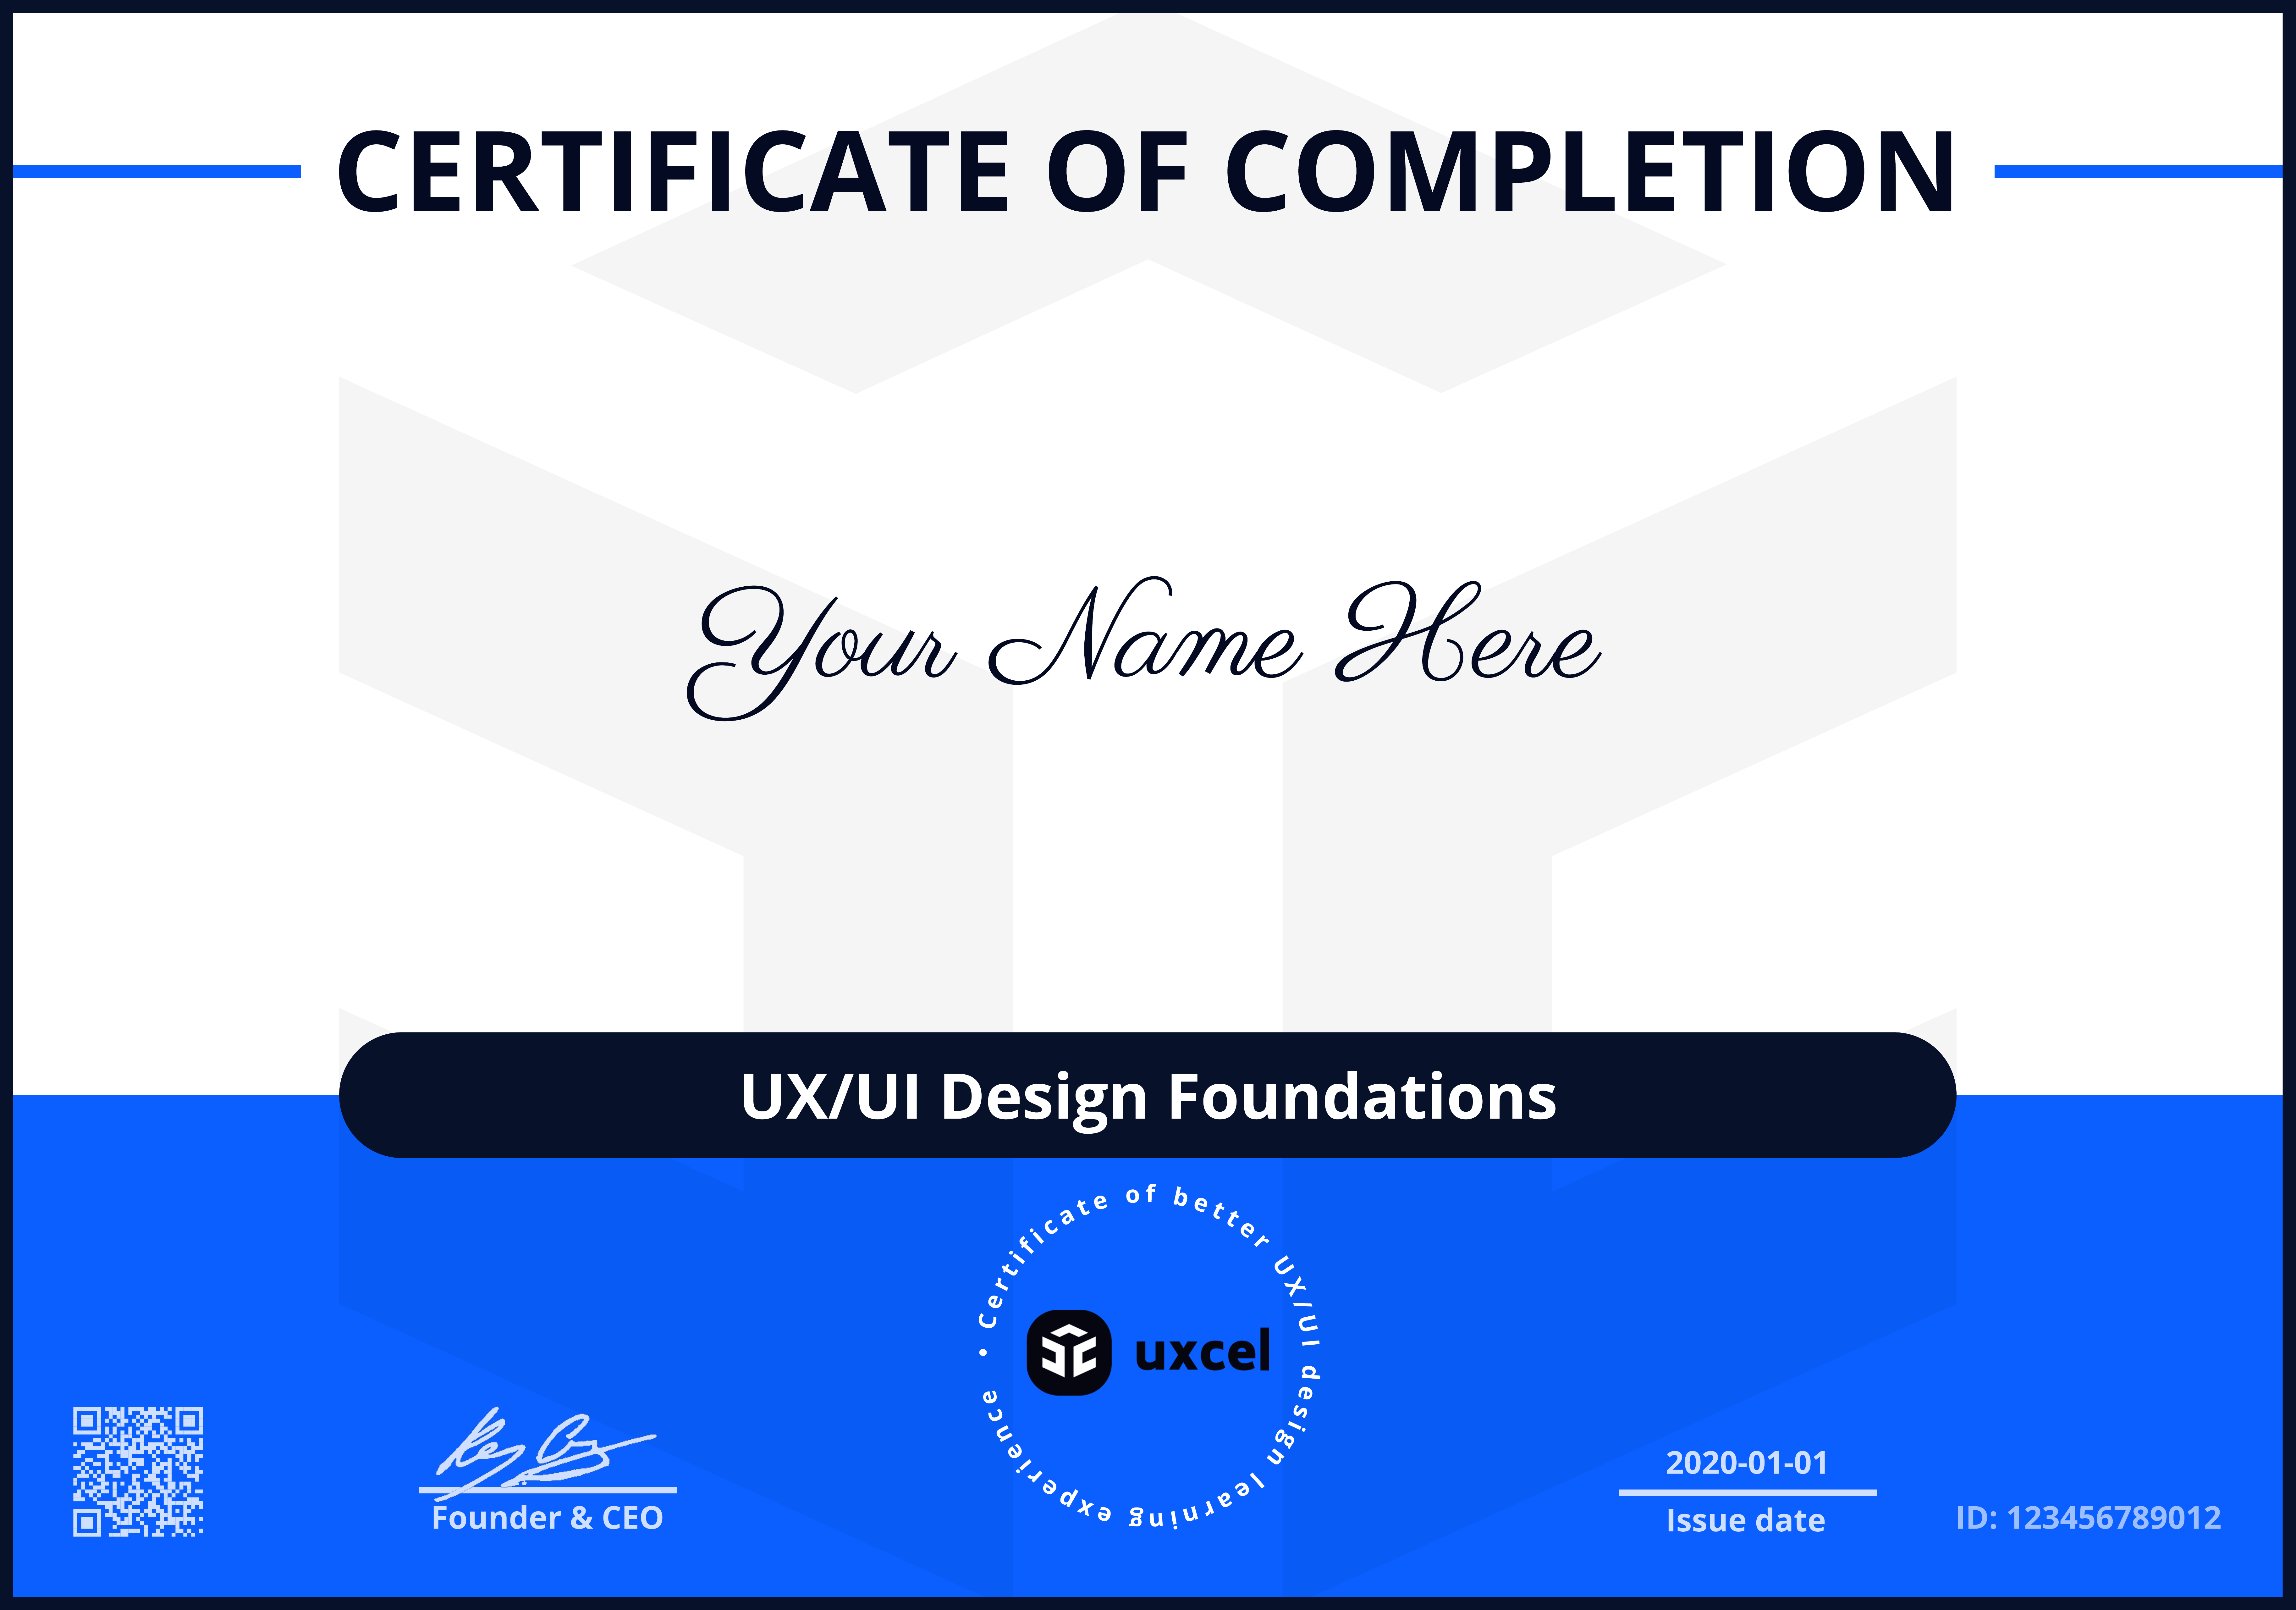 CERTIFICATE OF COMPLETION
Your Name Here
UX/UI Design Foundations
• Certificate of better UX/UI design learning experience
uxcel
Founder & CEO
2020-01-01
Issue date
ID: 123456789012